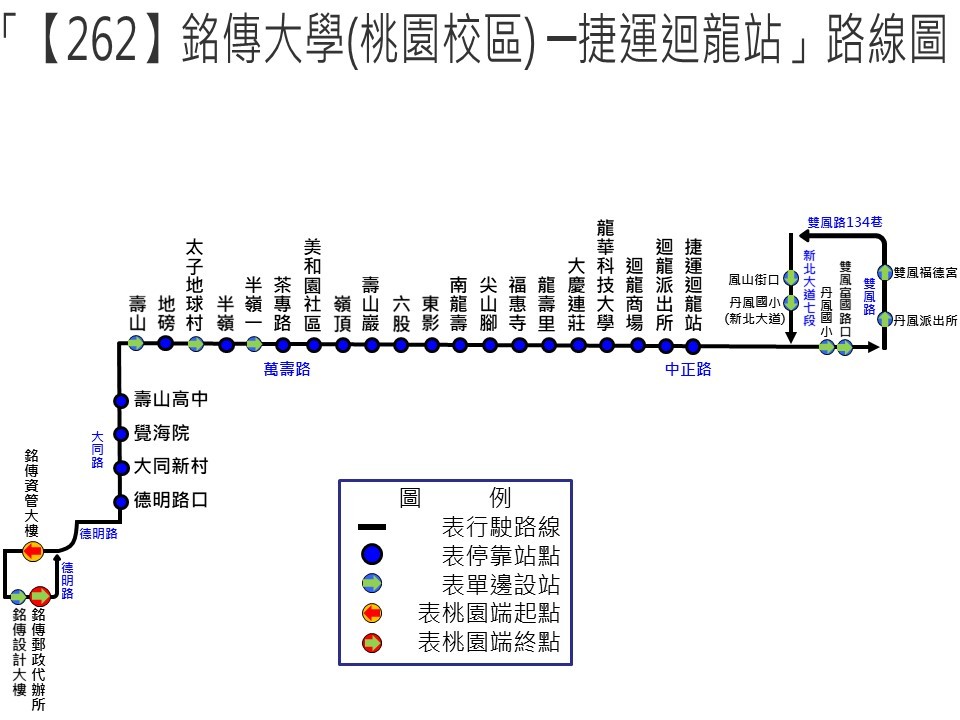 「【262】銘傳大學(桃園校區) –捷運迴龍站」路線圖
雙鳳路134巷
壽山
地磅
太子地球村
半嶺
半嶺一
茶專路
美和園社區
嶺頂
壽山巖
六股
東影
南龍壽
尖山腳
福惠寺
龍壽里
大慶連莊
龍華科技大學
迴龍商場
迴龍派出所
捷運迴龍站
鳳山街口
丹鳳國小
(新北大道)
新北大道七段
丹鳳國小
雙鳳富國路口
雙鳳路
雙鳳福德宮
丹鳳派出所
萬壽路
中正路
壽山高中
覺海院
大同新村
德明路口
大同路
德明路
銘傳資管大樓
德明路
銘傳設計大樓
銘傳郵政代辦所
圖 例
表行駛路線
表停靠站點
表單邊設站
表桃園端起點
表桃園端終點